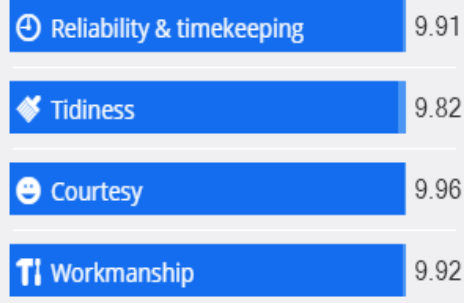 Reliability & timekeeping 9.91
Tidiness 9.82
Courtesy 9.96
Workmanship 9.92